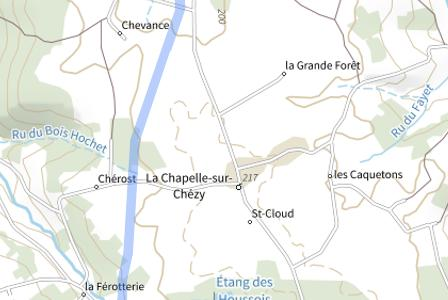 Chevance
200
la Grande Forêt
Ru du Bois Hochet
Ru du Fayet
Chérost
La Chapelle-sur-
Chézy
217
les Caquetons
St-Cloud
Étang des
Houssois
la Férotterie